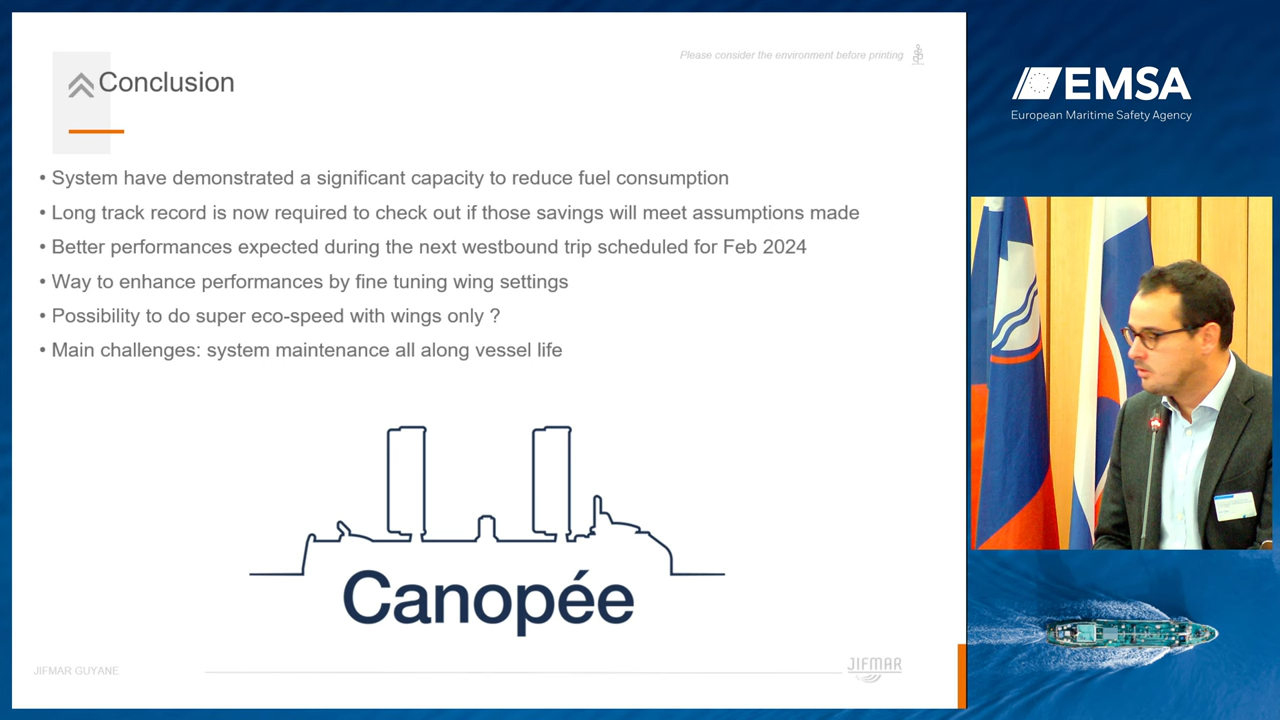 Please consider the environment before printing
Conclusion
• System have demonstrated a significant capacity to reduce fuel consumption
• Long track record is now required to check out if those savings will meet assumptions made
• Better performances expected during the next westbound trip scheduled for Feb 2024
• Way to enhance performances by fine tuning wing settings
• Possibility to do super eco-speed with wings only ?
• Main challenges: system maintenance all along vessel life
Canopée
JIFMAR GUYANE
JIFMAR
EMSA
European Maritime Safety Agency